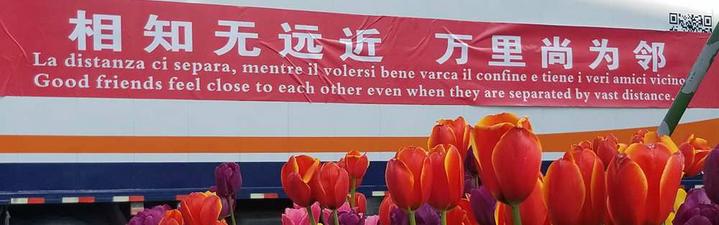 相知无远近 万里尚为邻
La distanza ci separa, mentre il volersi bene varca il confine e tiene i veri amici vicino
Good friends feel close to each other even when they are separated by vast distance.